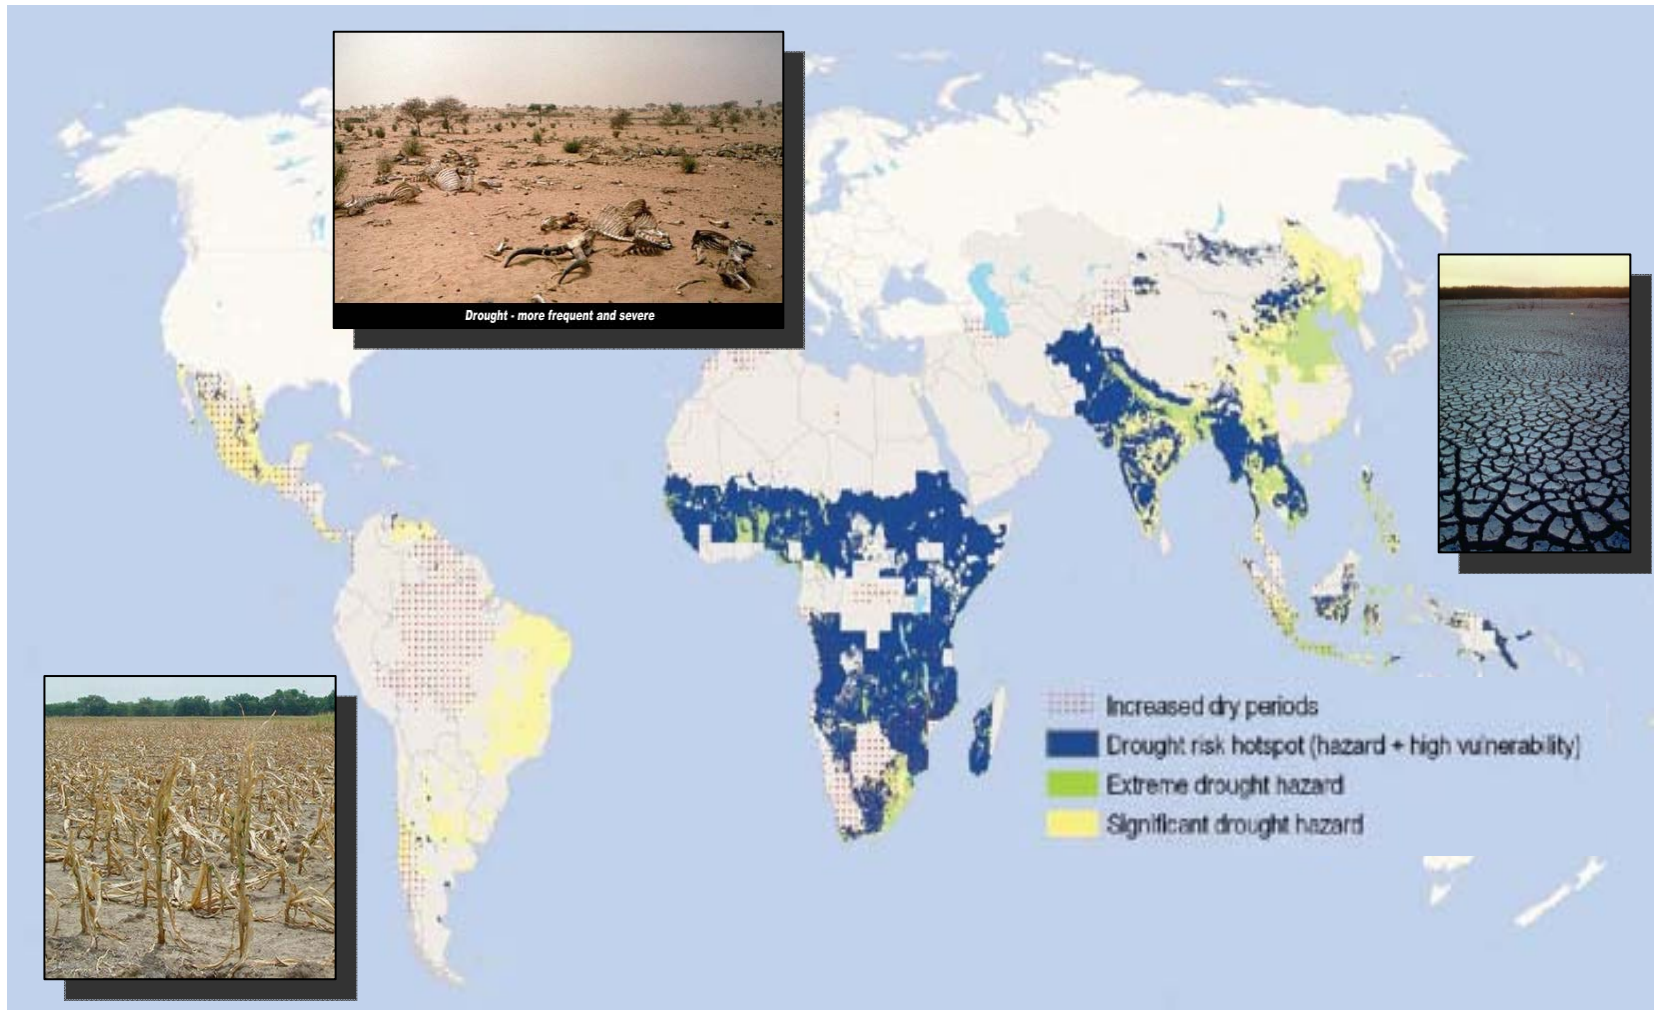 Drought - more frequent and severe
Increased dry periods
Drought risk hotspot (hazard + high vulnerability)
Extreme drought hazard
Significant drought hazard